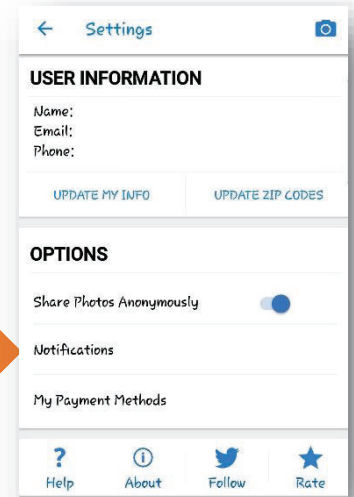 Settings
USER INFORMATION
Name:
Email:
Phone:
UPDATE MY INFO UPDATE ZIP CODES
OPTIONS
Share Photos Anonymously
Notifications
My Payment Methods
? i
Help About Follow Rate